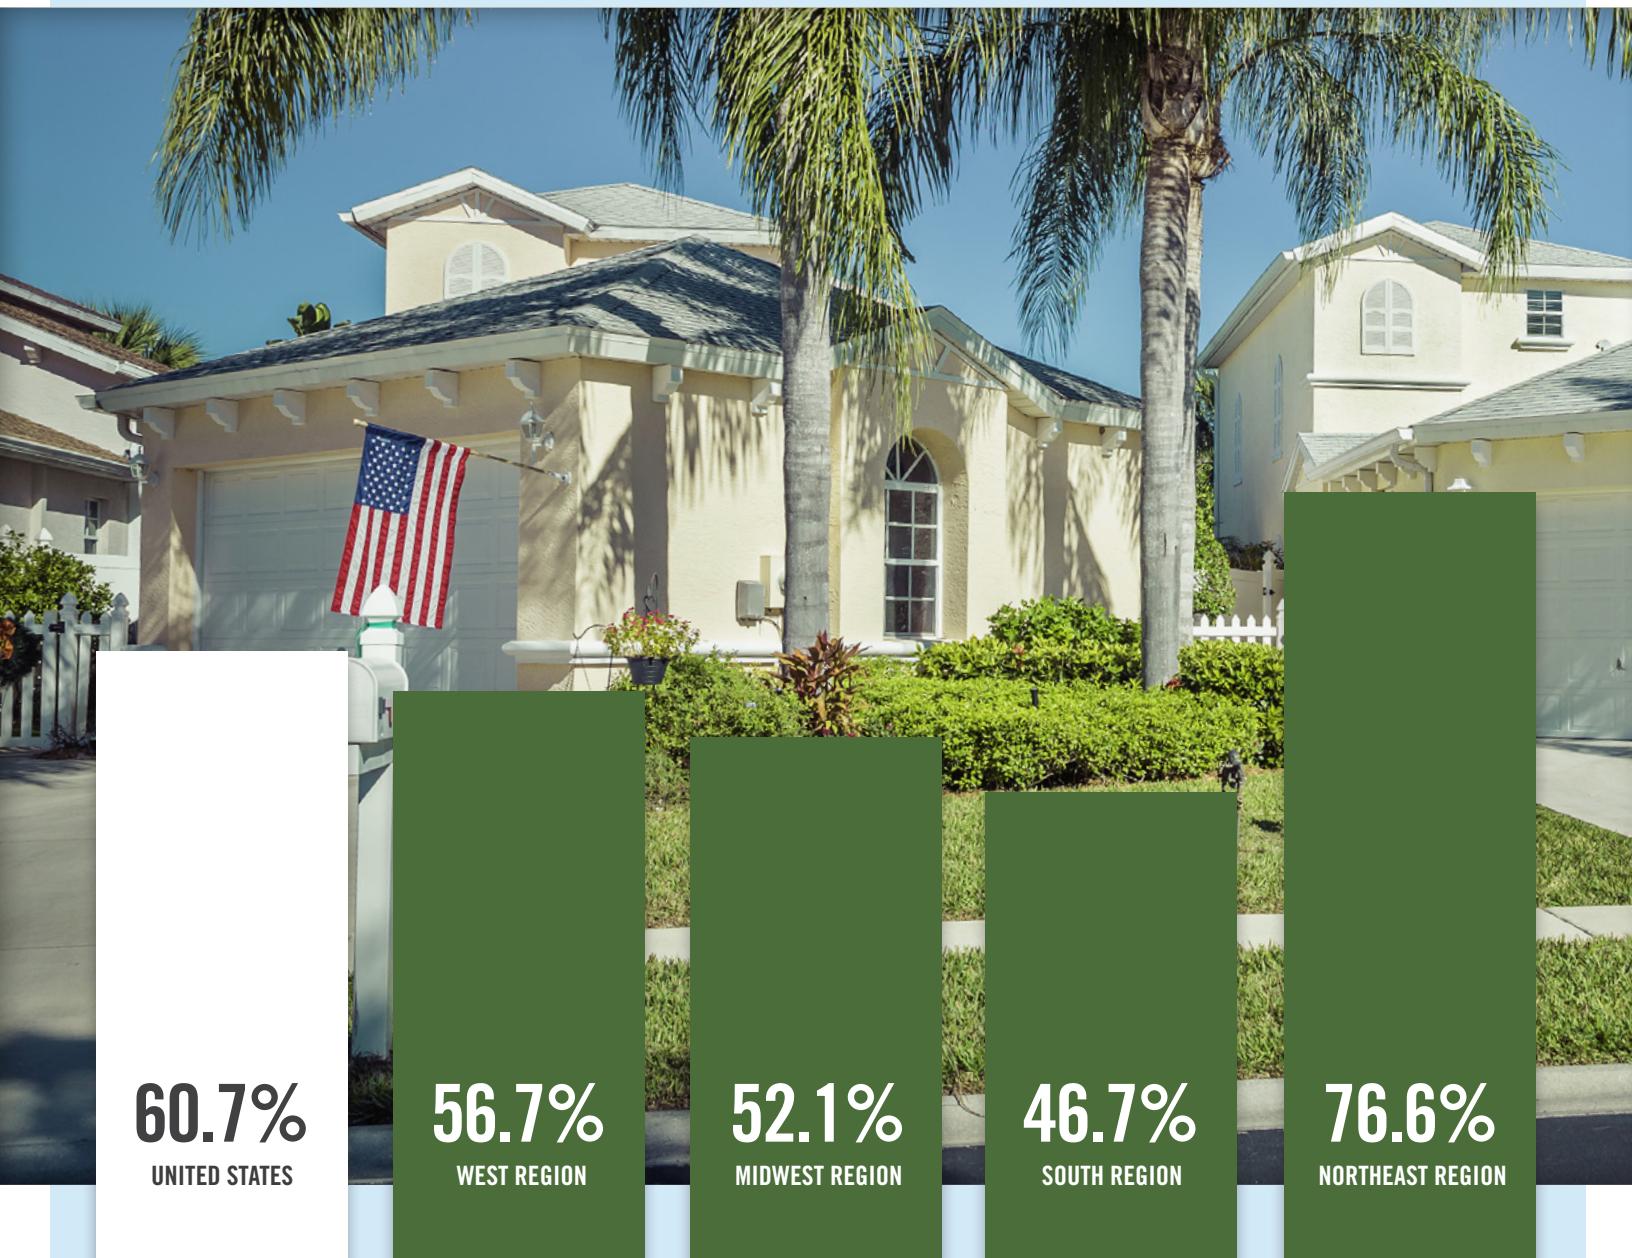 60.7%
UNITED STATES
56.7%
WEST REGION
52.1%
MIDWEST REGION
46.7%
SOUTH REGION
76.6%
NORTHEAST REGION